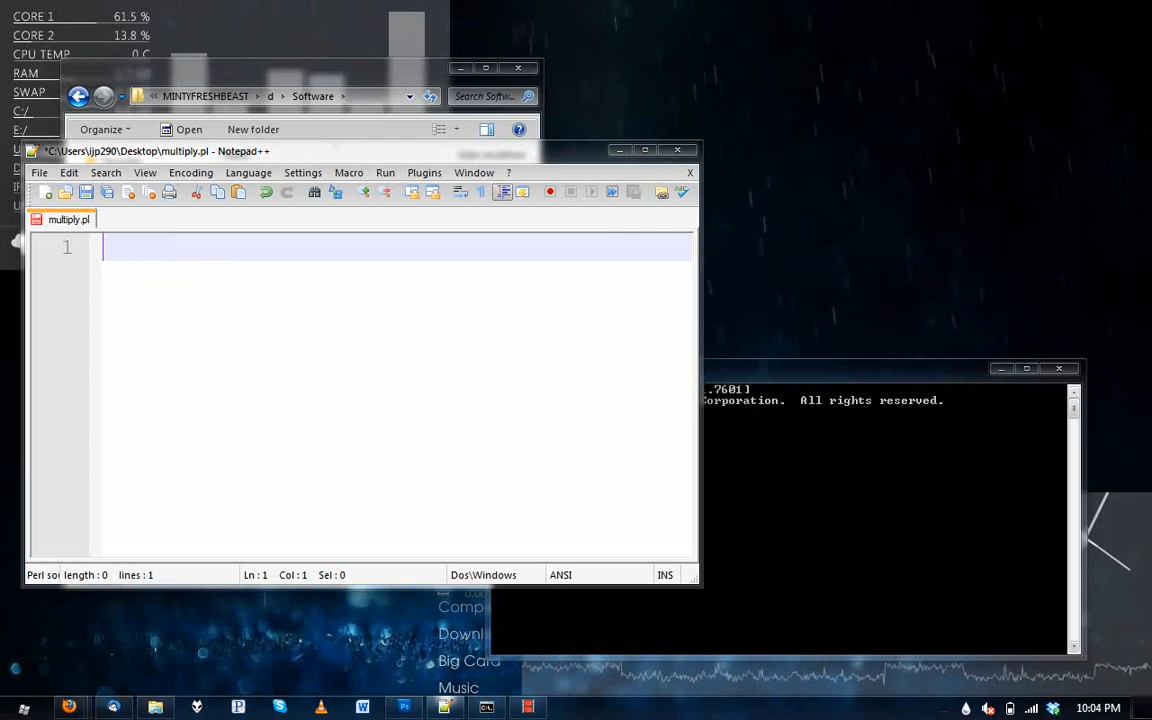 CORE 1 61.5 %
CORE 2 13.8 %
CPU TEMP 0 C
RAM
SWAP
C:/
E:/
« MINTYFRESHBEAST d Software
Search Softw...
Organize Open New folder
*C:\Users\ijp290\Desktop\multiply.pl - Notepad++
File Edit Search View Encoding Language Settings Macro Run Plugins Window ? X
multiply.pl
1
.7601]
Corporation. All rights reserved.
Perl sou length : 0 lines : 1 Ln : 1 Col : 1 Sel : 0 Dos\Windows ANSI INS
Comp
Downl
Big Card
Music
10:04 PM